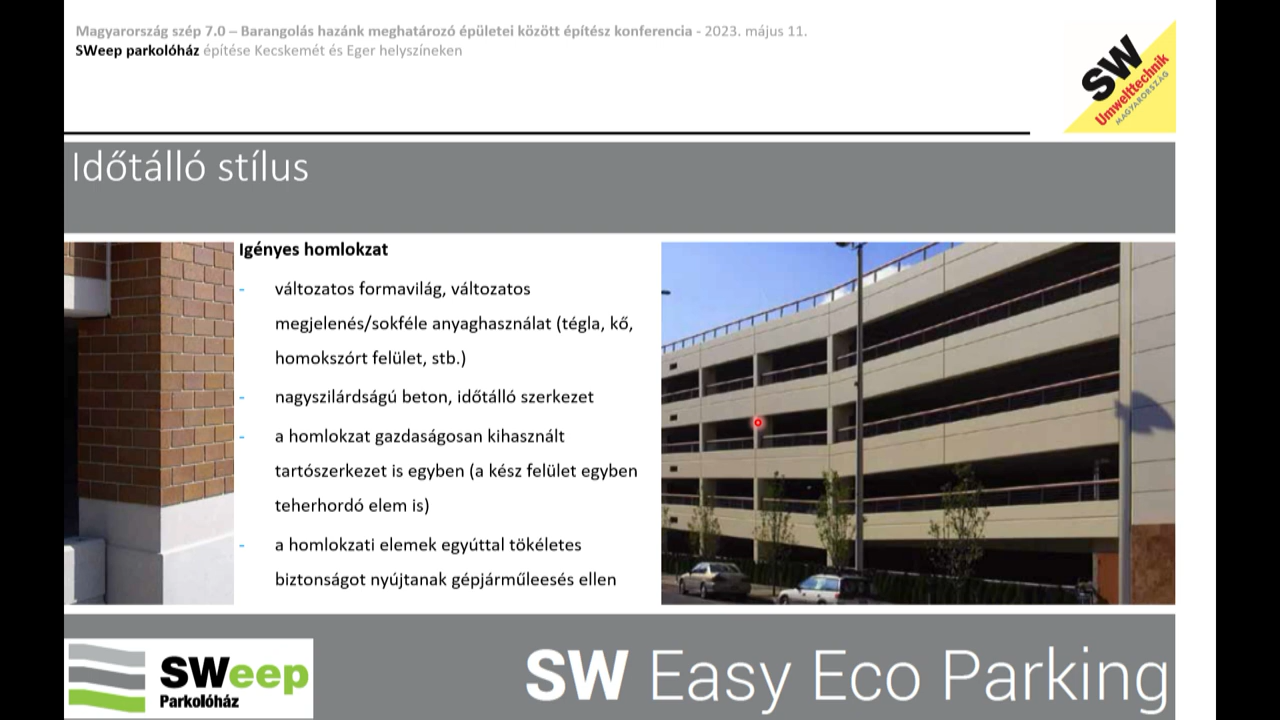 Magyarország szép 7.0 – Barangolás hazánk meghatározó épületei között építész konferencia - 2023. május 11.
SWeep parkolóház építése Kecskemét és Eger helyszíneken
SW
Umwelttechnik
MAGYARORSZÁG
Időtálló stílus
Igényes homlokzat
- változatos formavilág, változatos
megjelenés/sokféle anyaghasználat (tégla, kő,
homokszórt felület, stb.)
- nagyszilárdságú beton, időtálló szerkezet
- a homlokzat gazdaságosan kihasznált
tartószerkezet is egyben (a kész felület egyben
teherhordó elem is)
- a homlokzati elemek egyúttal tökéletes
biztonságot nyújtanak gépjárműleesés ellen
SWeep
Parkolóház
SW Easy Eco Parking